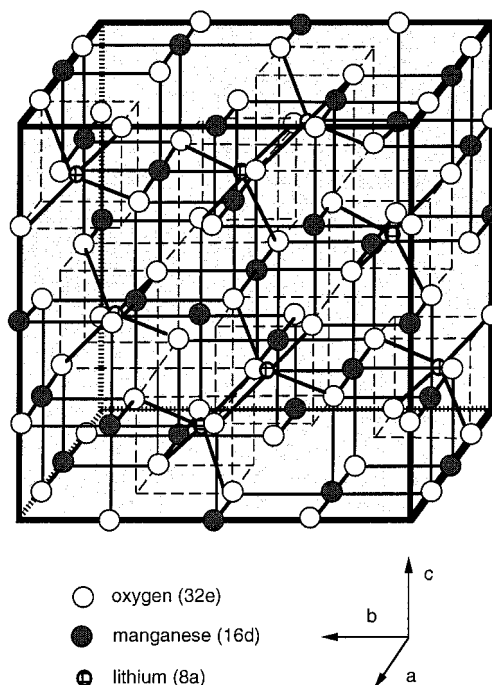 oxygen (32e)
manganese (16d)
lithium (8a)
c
b
a